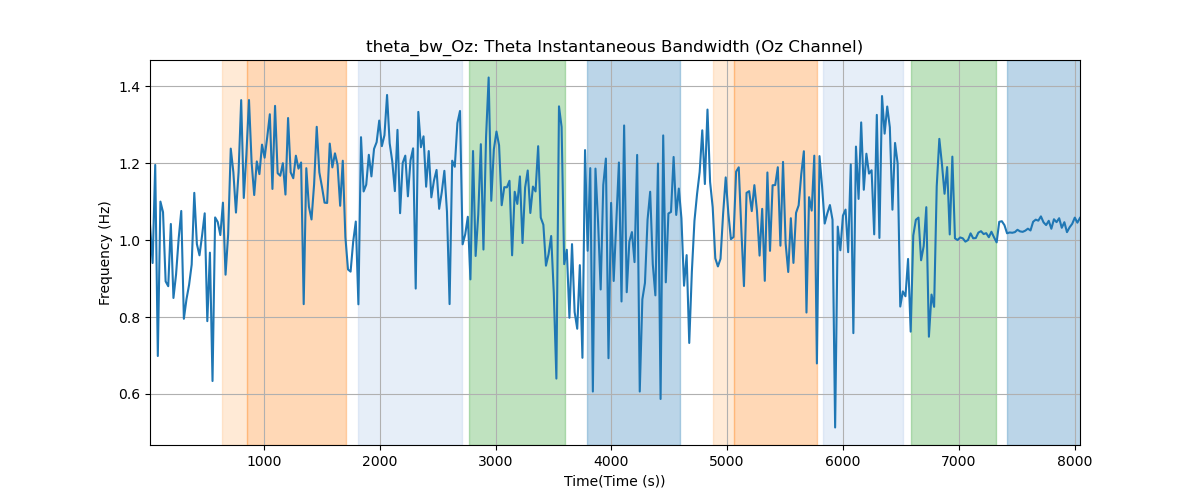 theta_bw_Oz: Theta Instantaneous Bandwidth (Oz Channel)
Frequency (Hz)
1.4
1.2
1.0
0.8
0.6
1000 2000 3000 4000 5000 6000 7000 8000
Time(Time (s))